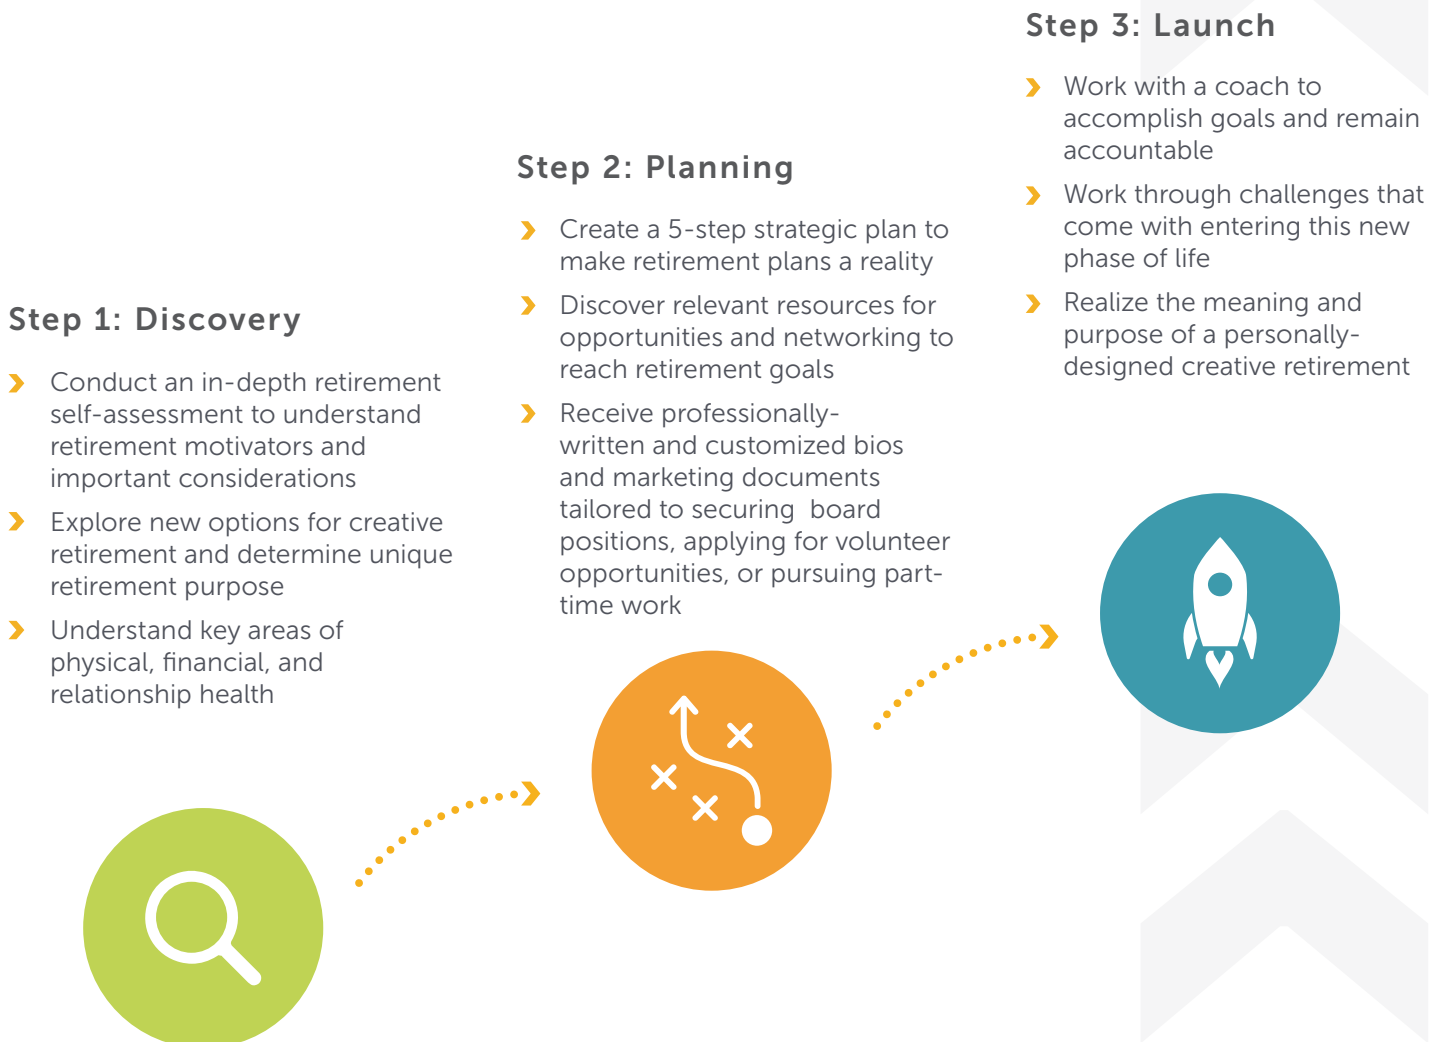 Step 1: Discovery
Conduct an in-depth retirement
self-assessment to understand
retirement motivators and
important considerations
Explore new options for creative
retirement and determine unique
retirement purpose
Understand key areas of
physical, financial, and
relationship health
Step 2: Planning
Create a 5-step strategic plan to
make retirement plans a reality
Discover relevant resources for
opportunities and networking to
reach retirement goals
Receive professionally-
written and customized bios
and marketing documents
tailored to securing  board
positions, applying for volunteer
opportunities, or pursuing part-
time work
Step 3: Launch
Work with a coach to
accomplish goals and remain
accountable
Work through challenges that
come with entering this new
phase of life
Realize the meaning and
purpose of a personally-
designed creative retirement